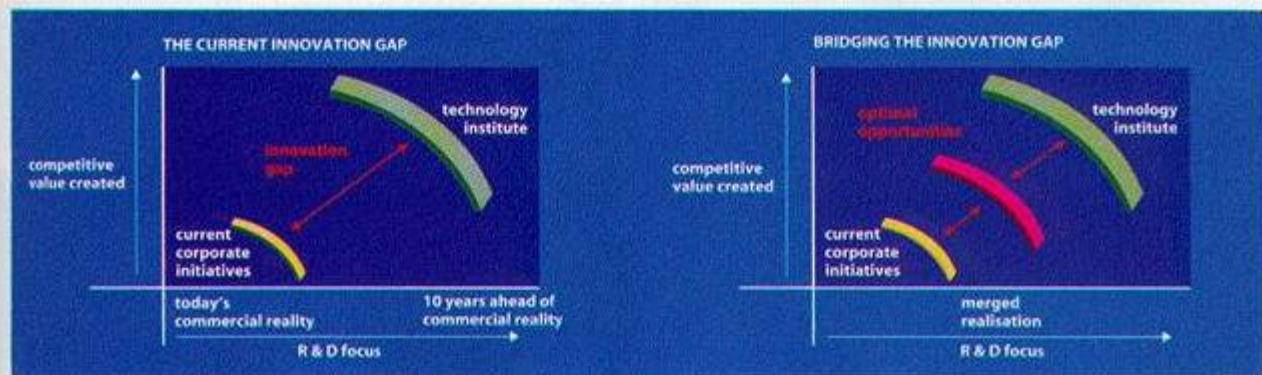 THE CURRENT INNOVATION GAP
technology
institute
innovation
gap
competitive
value created
current
corporate
initiatives
today's
commercial reality
10 years ahead of
commercial reality
R & D focus
BRIDGING THE INNOVATION GAP
optimal
opportunities
technology
institute
competitive
value created
current
corporate
initiatives
merged
realisation
R & D focus